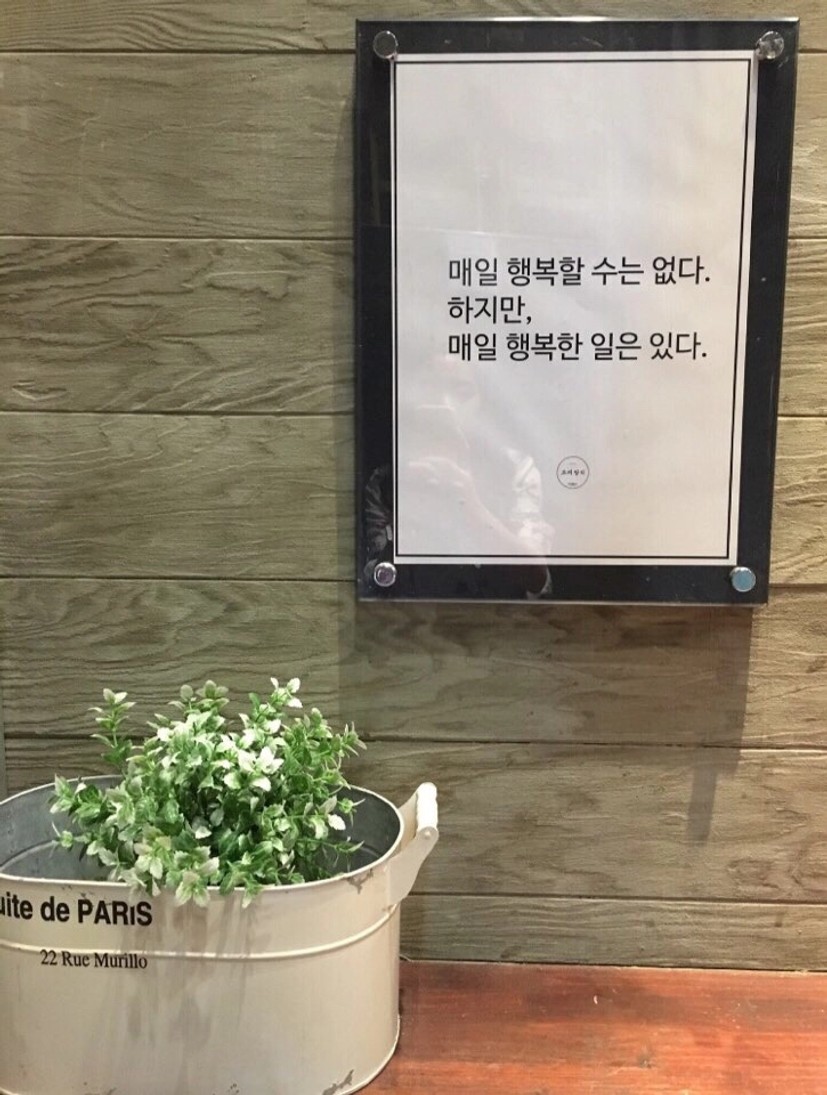 매일 행복할 수는 없다.
하지만,
매일 행복한 일은 있다.
de PARIS
22 Rue Murillo